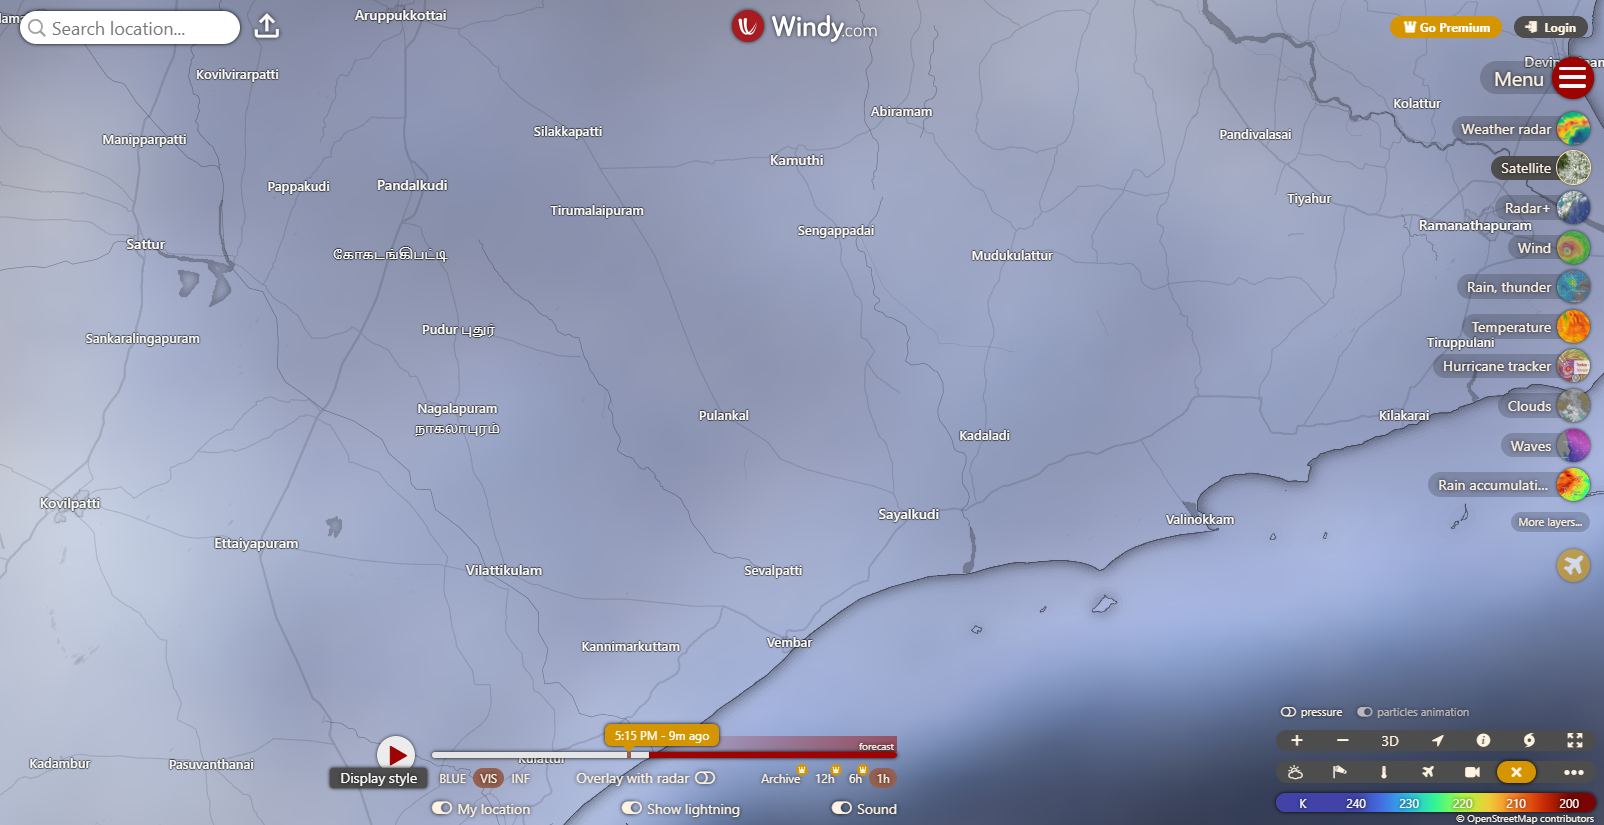 Aruppukkottai
Search location...
Windy.com
Go Premium
Login
Menu
Kovilvirarpatti
Kolattur
Abiramam
Weather radar
Silakkapatti
Pandivalasai
Manipparpatti
Kamuthi
Satellite
Pappakudi
Pandalkudi
Tiyahur
Radar+
Tirumalaipuram
Ramanathapuram
Sengappadai
Sattur
Wind
கோகடங்கிபட்டி
Mudukulattur
Rain, thunder
Pudur புதூர்
Temperature
Sankaralingapuram
Tiruppulani
Hurricane tracker
Nagalapuram
நாகலாபுரம்
Clouds
Pulankal
Kilakarai
Kadaladi
Waves
Rain accumulati...
Kovilpatti
Sayalkudi
Valinokkam
More layers...
Ettaiyapuram
Vilattikulam
Sevalpatti
Kannimarkuttam
Vembar
pressure
particles animation
5:15 PM - 9m ago
forecast
3D
Kadambur
Pasuvanthanai
Kulattur
Display style
BLUE VIS INF
Overlay with radar
Archive 12h 6h 1h
My location
Show lightning
Sound
K 240 230 220 210 200
© OpenStreetMap contributors